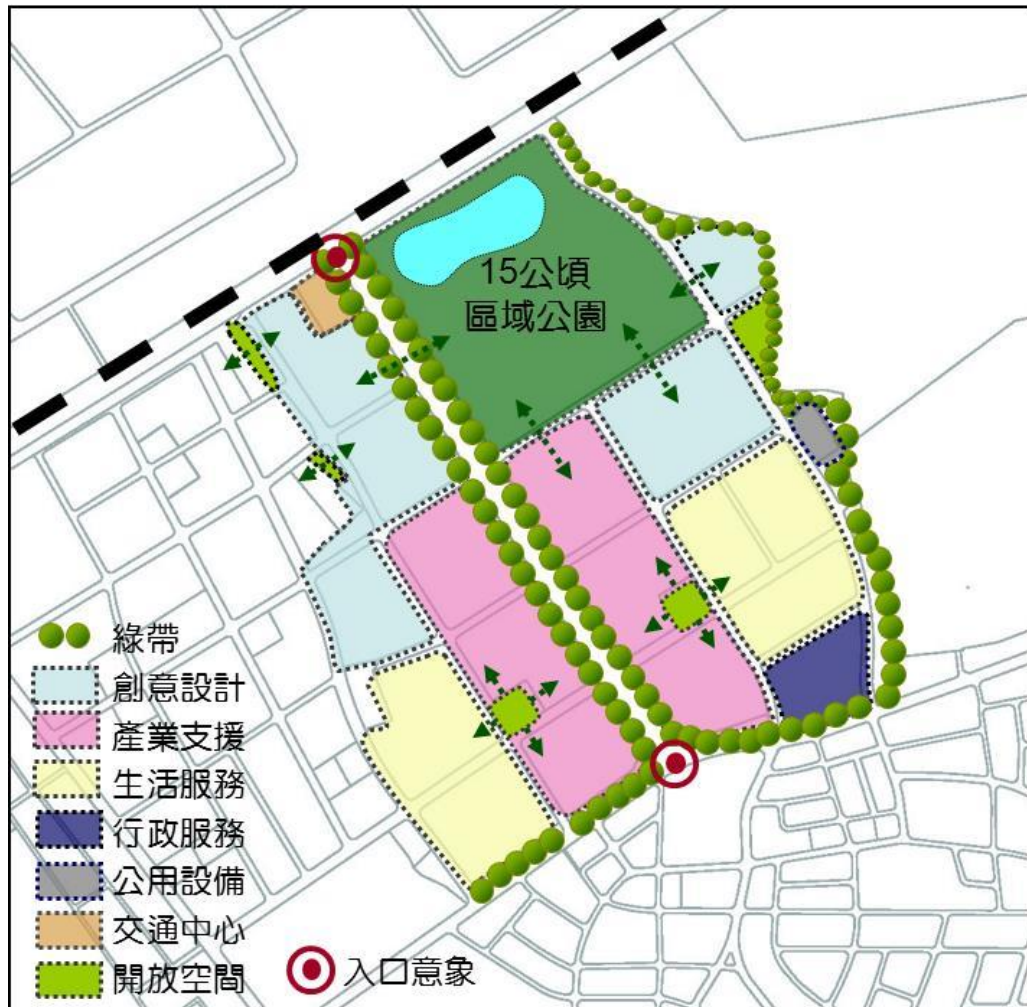 15公頃
區域公園
綠帶
創意設計
產業支援
生活服務
行政服務
公用設備
交通中心
開放空間
入口意象